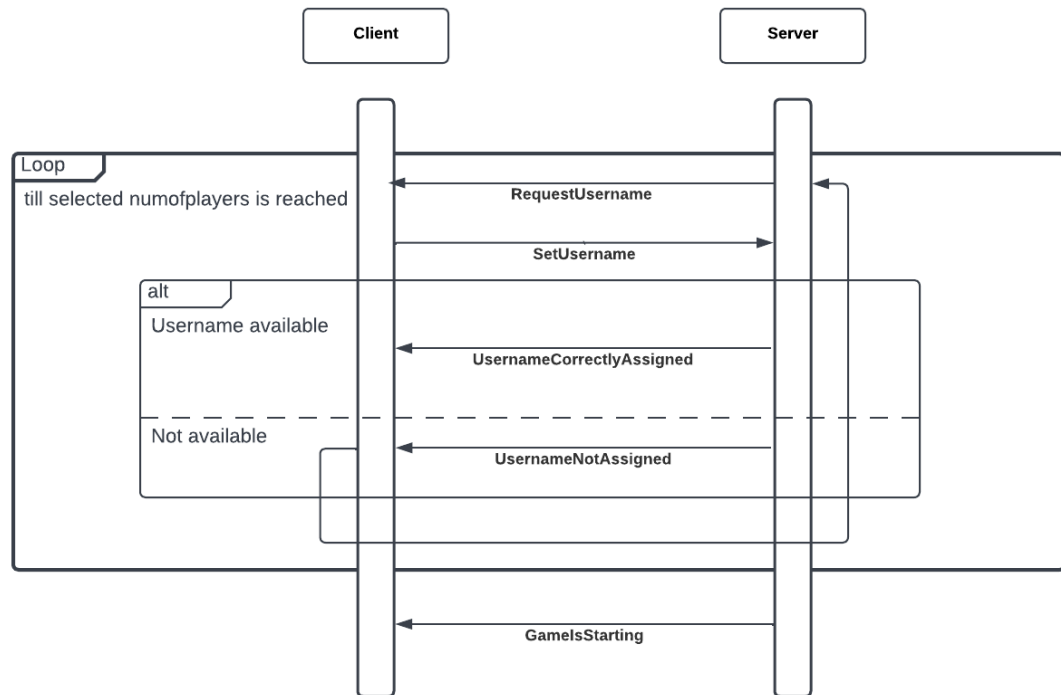 Client
Server
Loop
till selected numofplayers is reached
RequestUsername
SetUsername
alt
Username available
UsernameCorrectlyAssigned
Not available
UsernameNotAssigned
GameIsStarting